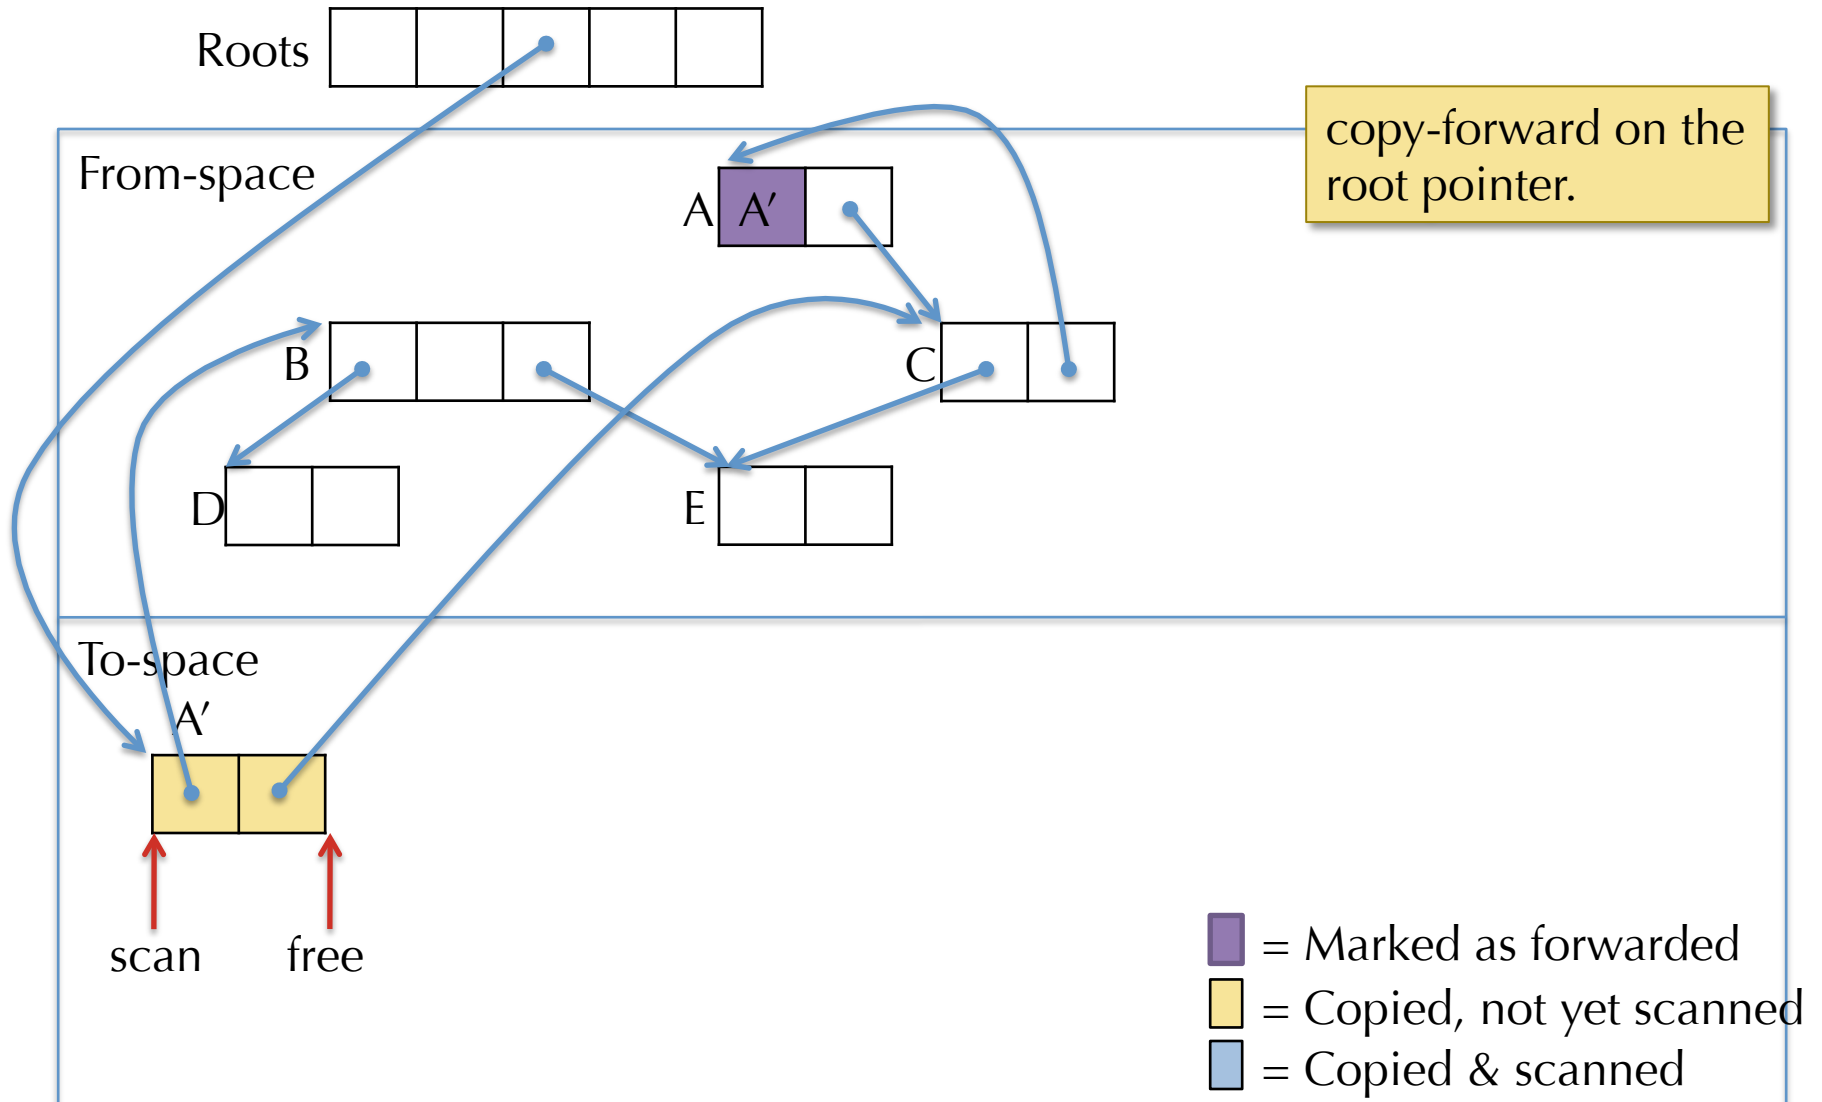 Roots
copy-forward on the
root pointer.
From-space
A
A′
B
C
D
E
To-space
A′
scan
free
= Marked as forwarded
= Copied, not yet scanned
= Copied & scanned